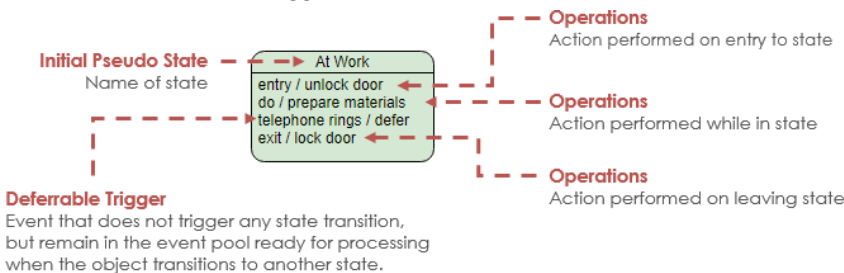 Operations
Action performed on entry to state
Initial Pseudo State
Name of state
At Work
entry / unlock door
do / prepare materials
telephone rings / defer
exit / lock door
Operations
Action performed while in state
Operations
Action performed on leaving state
Deferrable Trigger
Event that does not trigger any state transition,
but remain in the event pool ready for processing
when the object transitions to another state.